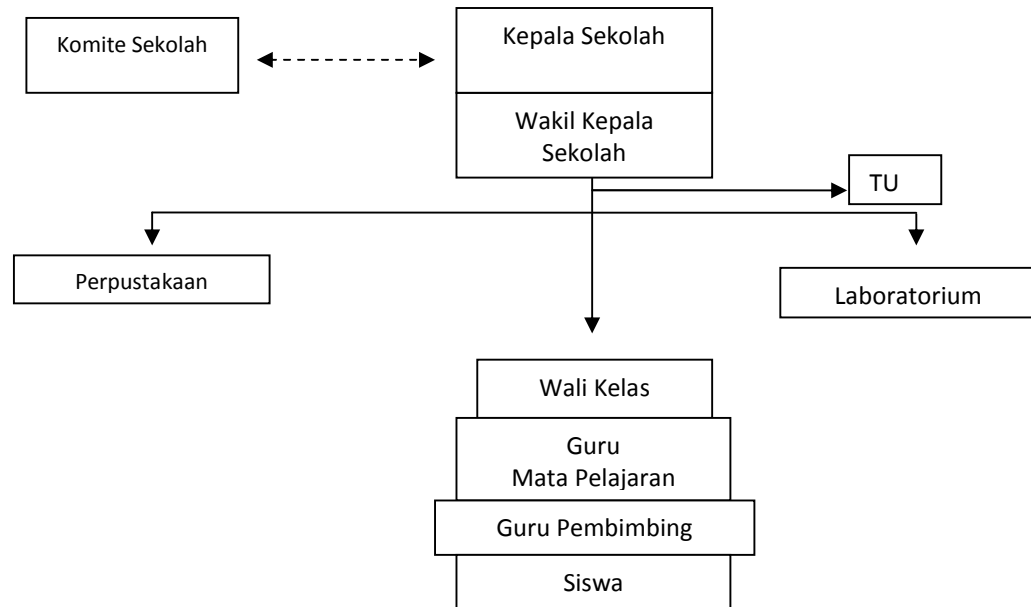 Komite Sekolah
Kepala Sekolah
Wakil Kepala
Sekolah
TU
Perpustakaan
Laboratorium
Wali Kelas
Guru
Mata Pelajaran
Guru Pembimbing
Siswa